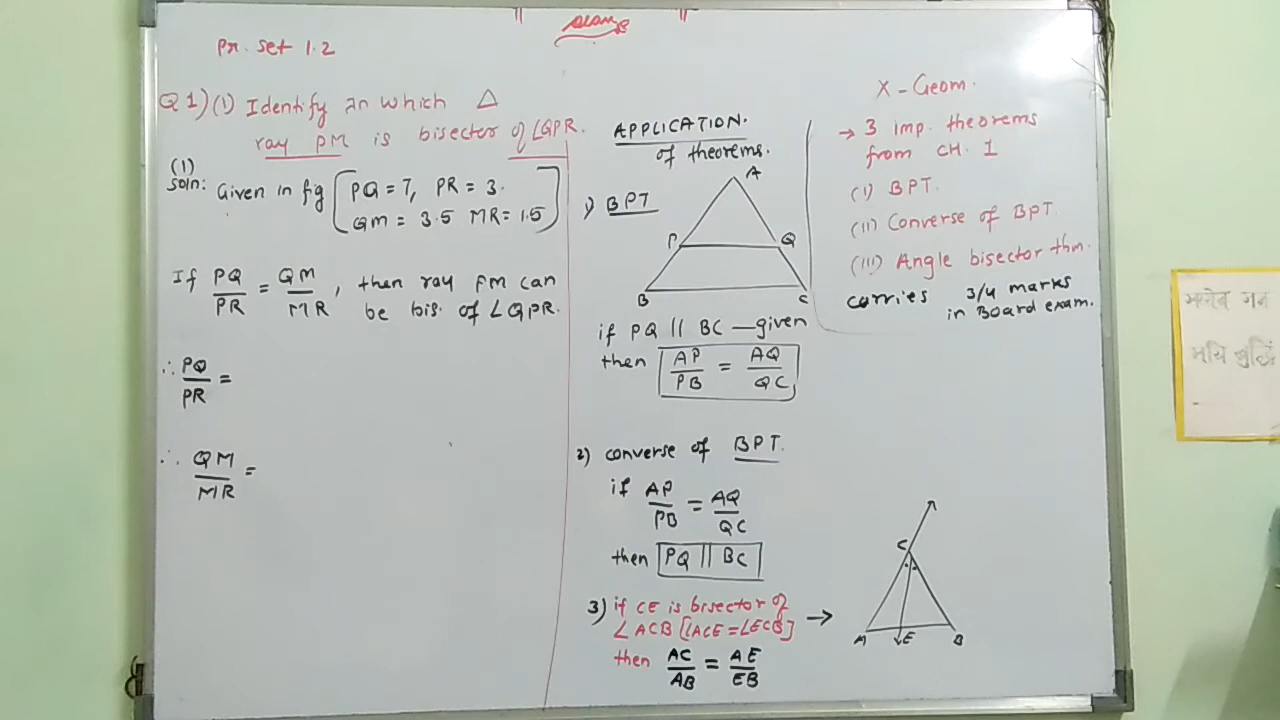 Pr. set 1.2
Q1) (i) Identify in which △
ray PM is bisector of ∠QPR.
(1)
Soln: Given in fig [PQ = 7, PR = 3.
QM = 3.5 MR = 1.5]
If PQ/PR = QM/MR, then ray PM can
be bis. of ∠QPR.
∴ PQ/PR =
∴ QM/MR =
APPLICATION.
of theorems.
1) BPT
A
P Q
B C
if PQ || BC — given
then AP/PB = AQ/QC
2) converse of BPT.
if AP/PB = AQ/QC
then PQ || BC
3) if CE is bisector of
∠ACB [∠ACE = ∠ECB] →
then AC/AB = AE/EB
C
A E B
X - Geom.
→ 3 imp. theorems
from CH. 1
(i) BPT.
(ii) Converse of BPT.
(iii) Angle bisector thm.
carries 3/4 marks
in Board exam.